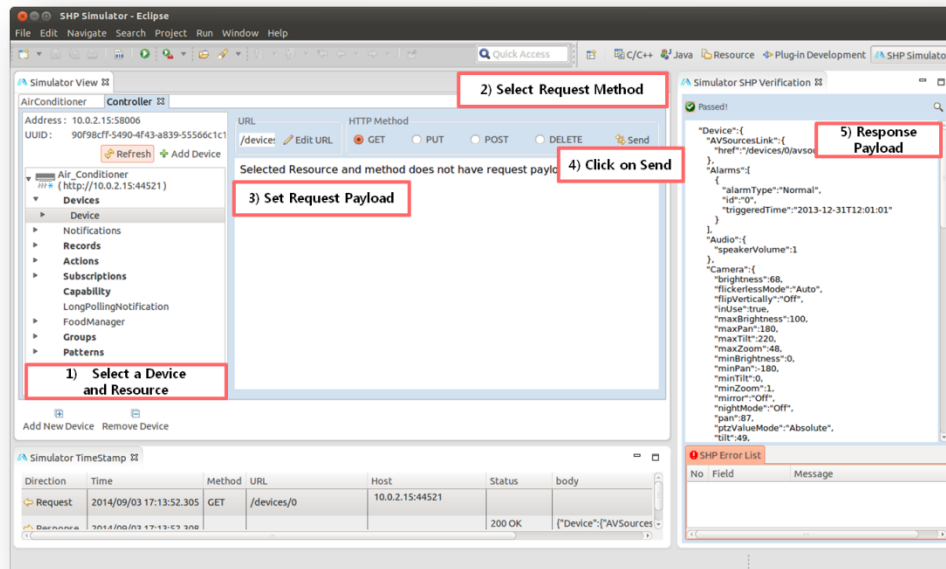 SHP Simulator - Eclipse
File Edit Navigate Search Project Run Window Help
Quick Access
C/C++ Java Resource Plug-in Development SHP Simulato
Simulator View
AirConditioner Controller
Address : 10.0.2.15:58006
UUID : 90f98cff-5490-4f43-a839-55566c1c1
Refresh Add Device
Air_Conditioner
( http://10.0.2.15:44521 )
Devices
Device
Notifications
Records
Actions
Subscriptions
Capability
LongPollingNotification
FoodManager
Groups
Patterns
1) Select a Device
and Resource
Add New Device Remove Device
2) Select Request Method
URL HTTP Method
/devices Edit URL GET PUT POST DELETE Send
Selected Resource and method does not have request paylo
4) Click on Send
3) Set Request Payload
Simulator SHP Verification
Passed!
5) Response
Payload
"Device":{
"AVSourcesLink":{
"href":"/devices/0/avsou
},
"Alarms":[
{
"alarmType":"Normal",
"id":"0",
"triggeredTime":"2013-12-31T12:01:01"
}
],
"Audio":{
"speakerVolume":1
},
"Camera":{
"brightness":68,
"flickerlessMode":"Auto",
"flipVertically":"Off",
"inUse":true,
"maxBrightness":100,
"maxPan":180,
"maxTilt":220,
"maxZoom":48,
"minBrightness":0,
"minPan":-180,
"minTilt":0,
"minZoom":1,
"mirror":"Off",
"nightMode":"Off",
"pan":87,
"ptzValueMode":"Absolute",
"tilt":49,
Simulator TimeStamp
Direction Time Method URL Host Status body
Request 2014/09/03 17:13:52.305 GET /devices/0 10.0.2.15:44521
Response 2014/09/03 17:13:52.308 200 OK {"Device":{"AVSources
SHP Error List
No Field Message